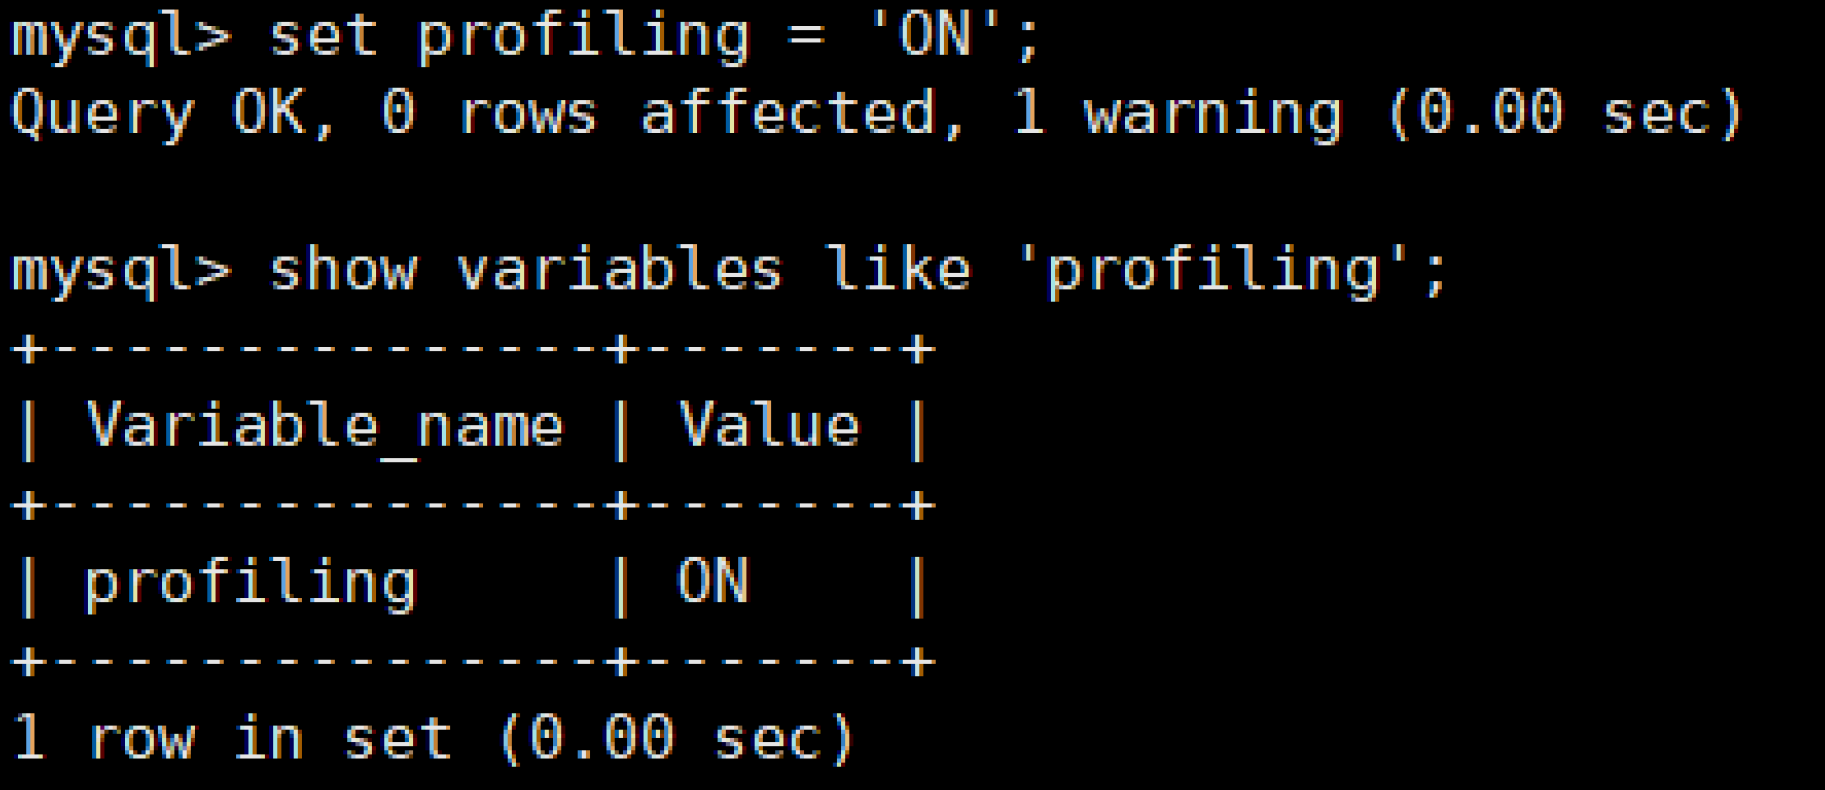 mysql> set profiling = 'ON';
Query OK, 0 rows affected, 1 warning (0.00 sec)

mysql> show variables like 'profiling';
+---------------+-------+
| Variable_name | Value |
+---------------+-------+
| profiling     | ON    |
+---------------+-------+
1 row in set (0.00 sec)